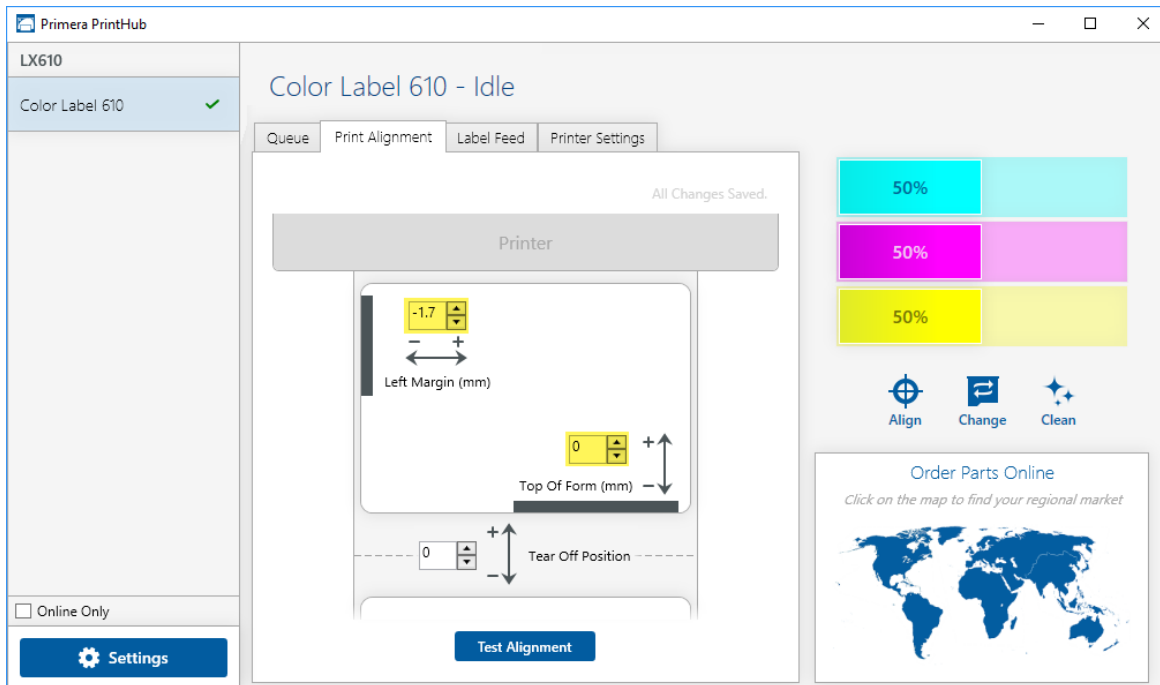 Primera PrintHub
LX610
Color Label 610
Color Label 610 - Idle
Queue
Print Alignment
Label Feed
Printer Settings
All Changes Saved.
Printer
-1.7
− +
Left Margin (mm)
0
+
Top Of Form (mm) −
+
0
Tear Off Position
−
Test Alignment
50%
50%
50%
Align
Change
Clean
Order Parts Online
Click on the map to find your regional market
Online Only
Settings